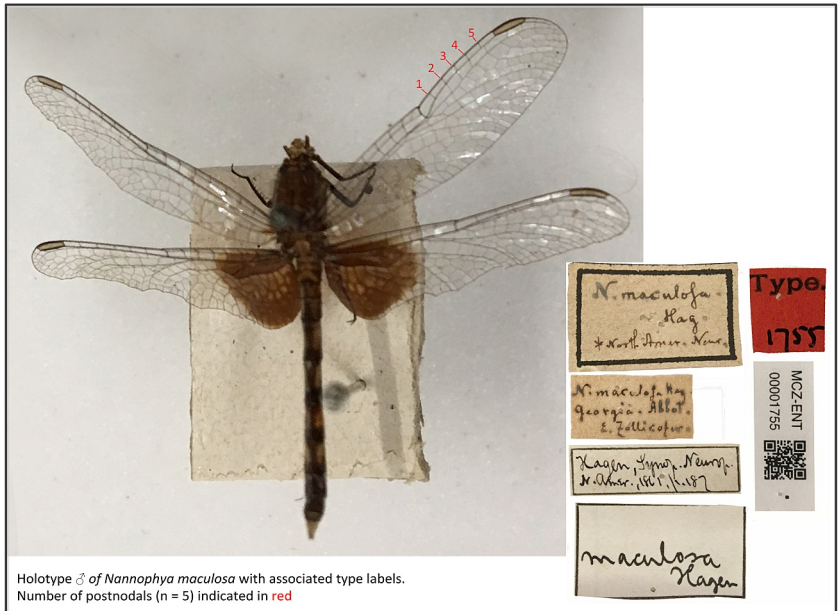 1
2
3
4
5
N. maculosa.
Hag.
* North Amer. Neur.
Type.
1755
N. maculosa Hag
Georgia. Abbot.
E. Zollicofer.
MCZ-ENT
00001755
Hagen, Synop. Neurop.
N. Amer., 1861, p. 187
maculosa
Hagen
Holotype ♂ of Nannophya maculosa with associated type labels.
Number of postnodals (n = 5) indicated in red